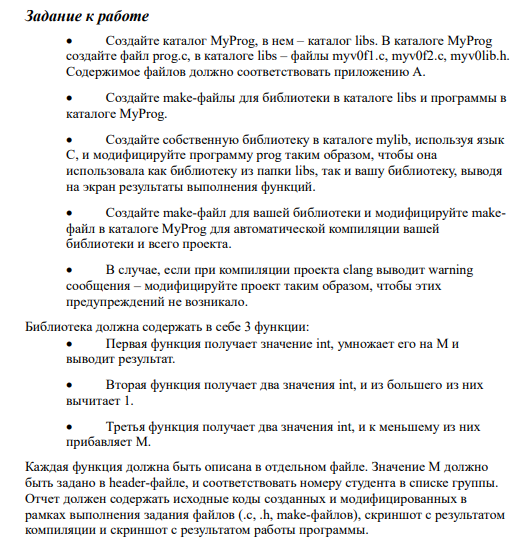 Задание к работе
• Создайте каталог MyProg, в нем – каталог libs. В каталоге MyProg
создайте файл prog.c, в каталоге libs – файлы myv0f1.c, myv0f2.c, myv0lib.h.
Содержимое файлов должно соответствовать приложению А.
• Создайте make-файлы для библиотеки в каталоге libs и программы в
каталоге MyProg.
• Создайте собственную библиотеку в каталоге mylib, используя язык
С, и модифицируйте программу prog таким образом, чтобы она
использовала как библиотеку из папки libs, так и вашу библиотеку, выводя
на экран результаты выполнения функций.
• Создайте make-файл для вашей библиотеки и модифицируйте make-
файл в каталоге MyProg для автоматической компиляции вашей
библиотеки и всего проекта.
• В случае, если при компиляции проекта clang выводит warning
сообщения – модифицируйте проект таким образом, чтобы этих
предупреждений не возникало.
Библиотека должна содержать в себе 3 функции:
• Первая функция получает значение int, умножает его на М и
выводит результат.
• Вторая функция получает два значения int, и из большего из них
вычитает 1.
• Третья функция получает два значения int, и к меньшему из них
прибавляет М.
Каждая функция должна быть описана в отдельном файле. Значение М должно
быть задано в header-файле, и соответствовать номеру студента в списке группы.
Отчет должен содержать исходные коды созданных и модифицированных в
рамках выполнения задания файлов (.c, .h, make-файлов), скриншот с результатом
компиляции и скриншот с результатом работы программы.